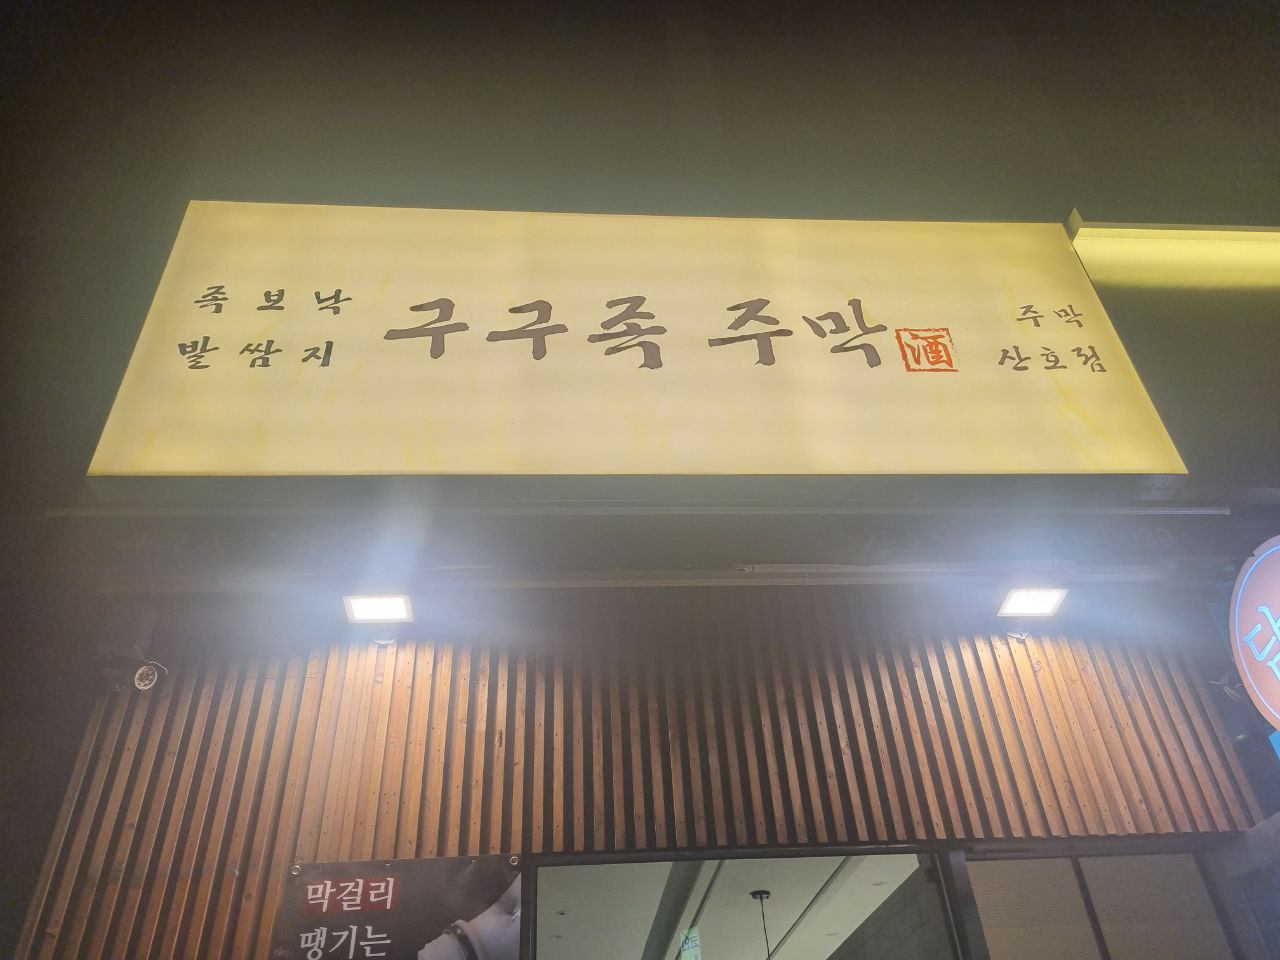 족 보 낙
발 쌈 지
구구족 주막
酒
주막
산호점
막걸리
땡기는